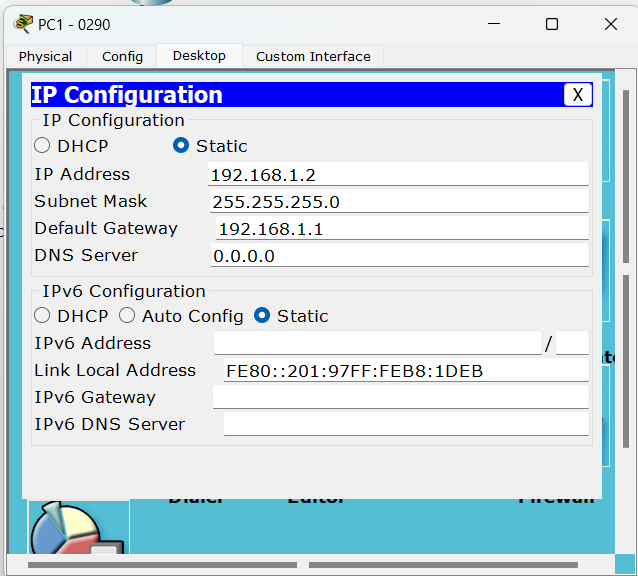 PC1 - 0290
Physical Config Desktop Custom Interface
IP Configuration X
IP Configuration
DHCP Static
IP Address 192.168.1.2
Subnet Mask 255.255.255.0
Default Gateway 192.168.1.1
DNS Server 0.0.0.0
IPv6 Configuration
DHCP Auto Config Static
IPv6 Address /
Link Local Address FE80::201:97FF:FEB8:1DEB
IPv6 Gateway
IPv6 DNS Server
Dialer Editor Firewall